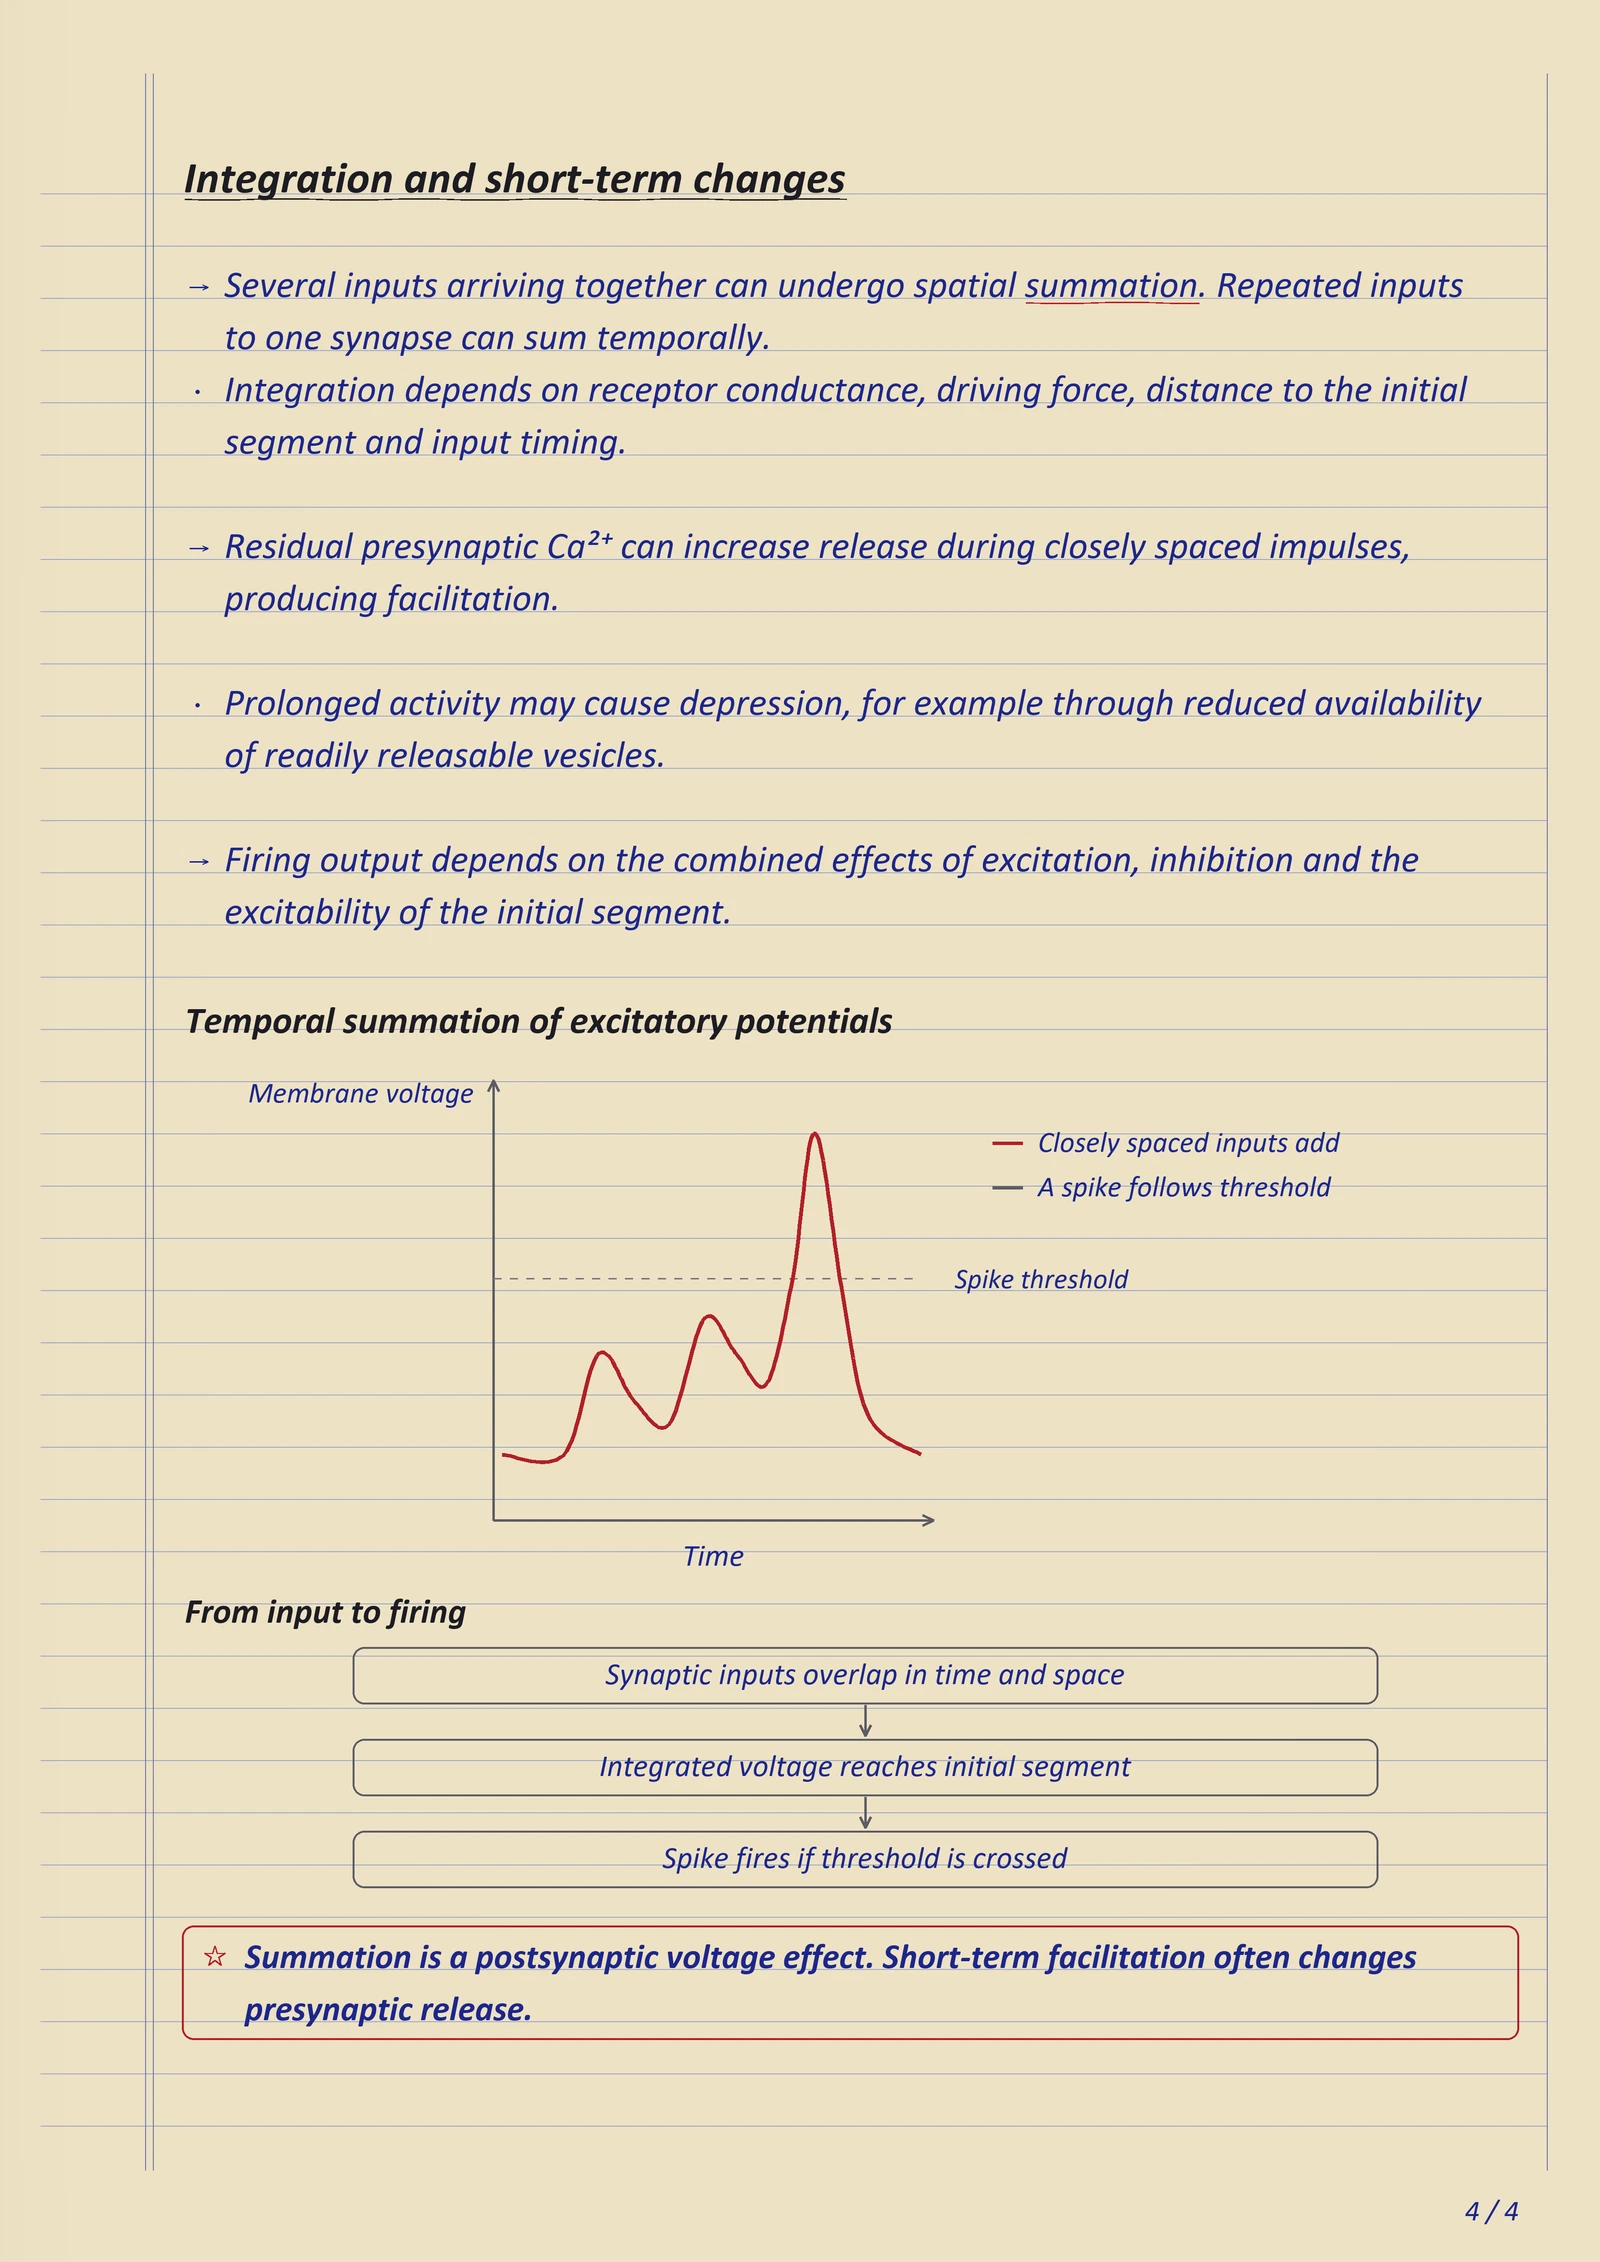 Integration and short-term changes
→ Several inputs arriving together can undergo spatial summation. Repeated inputs
to one synapse can sum temporally.
· Integration depends on receptor conductance, driving force, distance to the initial
segment and input timing.
→ Residual presynaptic Ca²⁺ can increase release during closely spaced impulses,
producing facilitation.
· Prolonged activity may cause depression, for example through reduced availability
of readily releasable vesicles.
→ Firing output depends on the combined effects of excitation, inhibition and the
excitability of the initial segment.
Temporal summation of excitatory potentials
Membrane voltage
Closely spaced inputs add
A spike follows threshold
Spike threshold
Time
From input to firing
Synaptic inputs overlap in time and space
Integrated voltage reaches initial segment
Spike fires if threshold is crossed
☆ Summation is a postsynaptic voltage effect. Short-term facilitation often changes
presynaptic release.
4 / 4